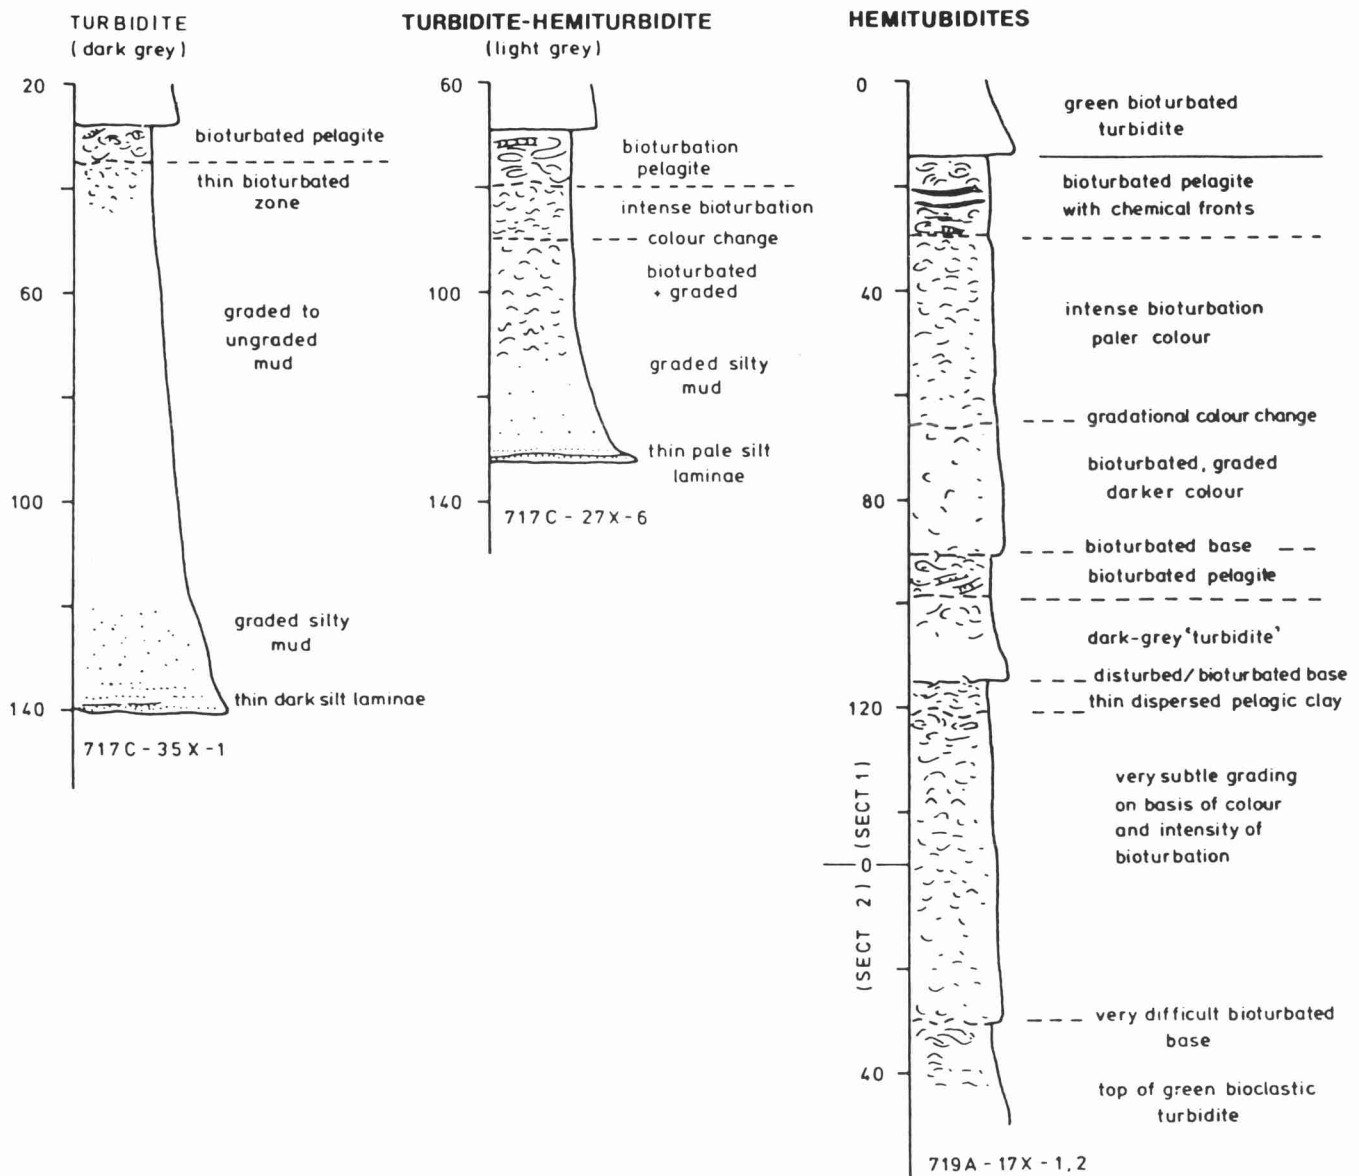 TURBIDITE
(dark grey)
20
60
100
140
bioturbated pelagite
thin bioturbated
zone
graded to
ungraded
mud
graded silty
mud
thin dark silt laminae
717C - 35X - 1
TURBIDITE-HEMITURBIDITE
(light grey)
60
100
140
bioturbation
pelagite
intense bioturbation
colour change
bioturbated
+ graded
graded silty
mud
thin pale silt
laminae
717C - 27X - 6
HEMITUBIDITES
0
40
80
120
(SECT 1)
0
(SECT 2)
40
green bioturbated
turbidite
bioturbated pelagite
with chemical fronts
intense bioturbation
paler colour
gradational colour change
bioturbated, graded
darker colour
bioturbated base
bioturbated pelagite
dark-grey 'turbidite'
disturbed/bioturbated base
thin dispersed pelagic clay
very subtle grading
on basis of colour
and intensity of
bioturbation
very difficult bioturbated
base
top of green bioclastic
turbidite
719A - 17X - 1,2